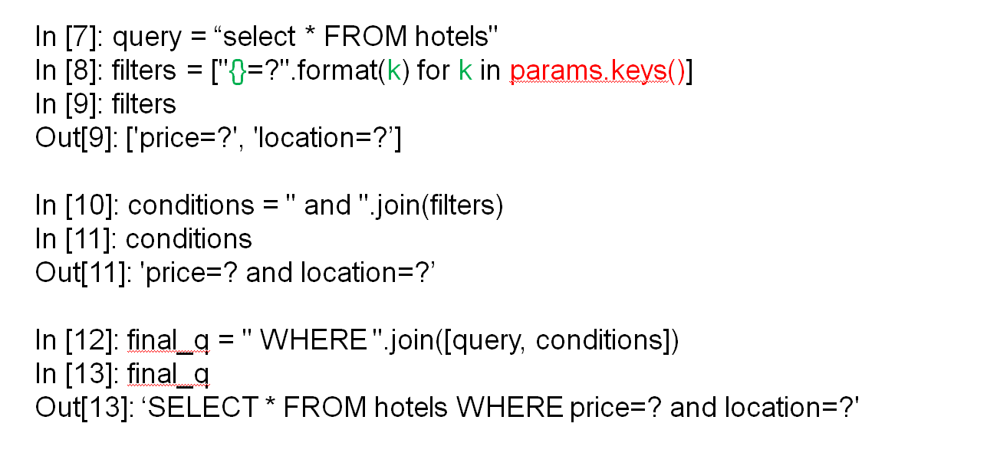 In [7]: query = “select * FROM hotels"
In [8]: filters = ["{}=?".format(k) for k in params.keys()]
In [9]: filters
Out[9]: ['price=?', 'location=?’]
In [10]: conditions = " and ".join(filters)
In [11]: conditions
Out[11]: 'price=? and location=?’
In [12]: final_q = " WHERE ".join([query, conditions])
In [13]: final_q
Out[13]: ‘SELECT * FROM hotels WHERE price=? and location=?'